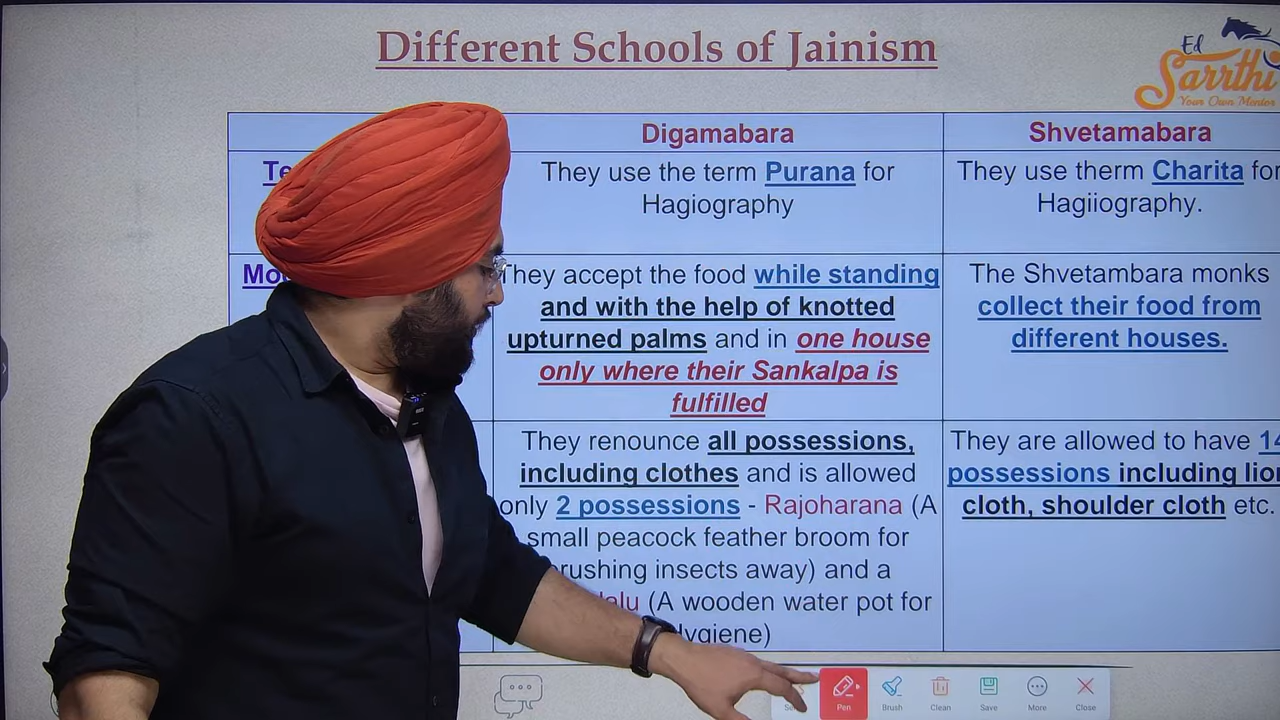 Different Schools of Jainism
Ed
Sarrthi
Your Own Mentor
Digamabara
Shvetamabara
They use the term Purana for
Hagiography
They use therm Charita for
Hagiiography.
They accept the food while standing
and with the help of knotted
upturned palms and in one house
only where their Sankalpa is
fulfilled
The Shvetambara monks
collect their food from
different houses.
They renounce all possessions,
including clothes and is allowed
only 2 possessions - Rajoharana (A
small peacock feather broom for
insects away) and a
(A wooden water pot for
They are allowed to have 14
possessions including lion
cloth, shoulder cloth etc.
Pen
Brush
Clean
Save
More
Close